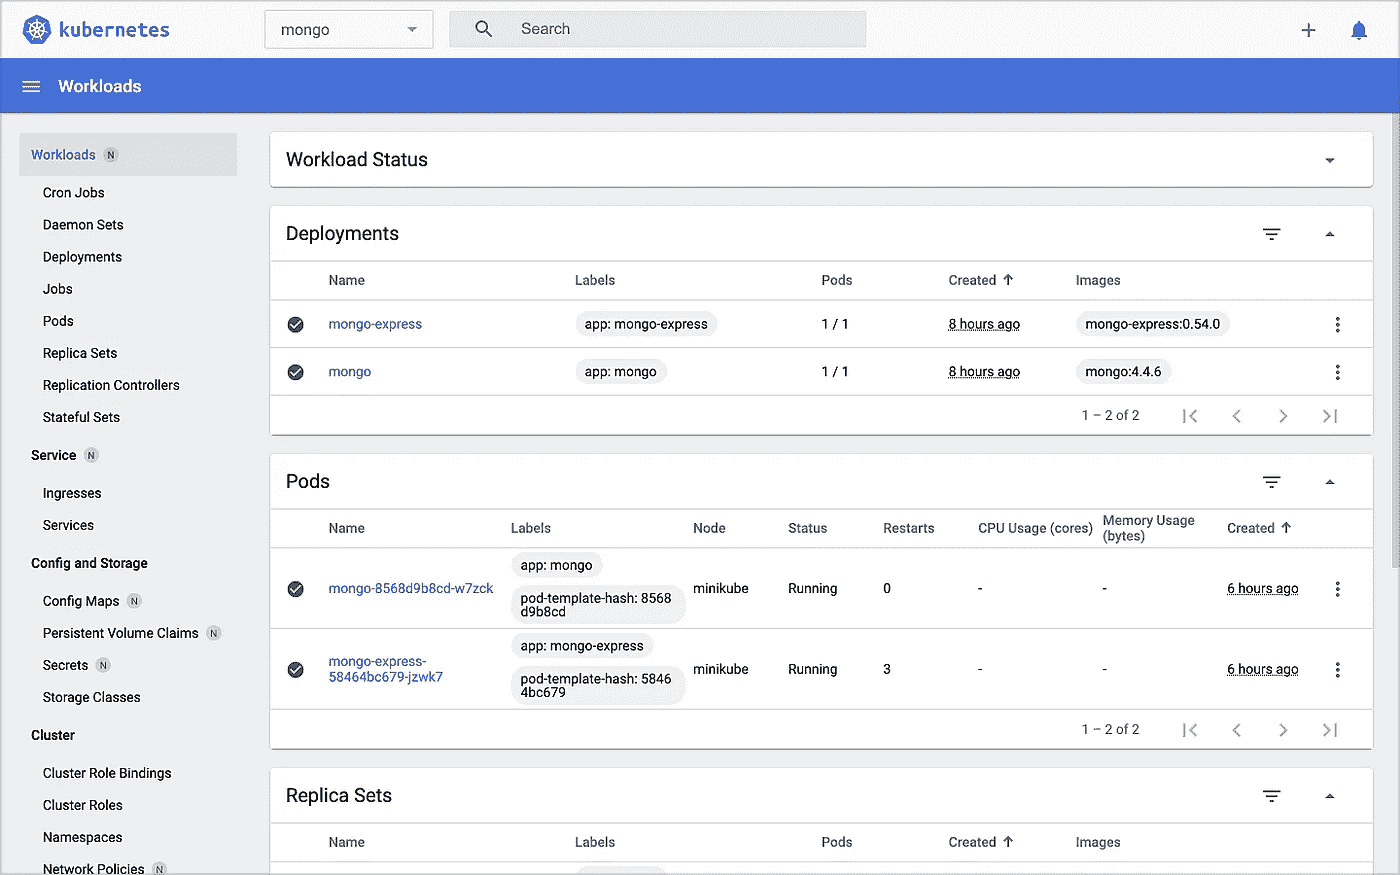 kubernetes
mongo
Search
Workloads
Workloads N
Cron Jobs
Daemon Sets
Deployments
Jobs
Pods
Replica Sets
Replication Controllers
Stateful Sets
Service N
Ingresses
Services
Config and Storage
Config Maps N
Persistent Volume Claims N
Secrets N
Storage Classes
Cluster
Cluster Role Bindings
Cluster Roles
Namespaces
Network Policies N
Workload Status
Deployments
Name Labels Pods Created Images
mongo-express app: mongo-express 1 / 1 8 hours ago mongo-express:0.54.0
mongo app: mongo 1 / 1 8 hours ago mongo:4.4.6
1 – 2 of 2
Pods
Name Labels Node Status Restarts CPU Usage (cores) Memory Usage (bytes) Created
mongo-8568d9b8cd-w7zck
app: mongo
pod-template-hash: 8568
d9b8cd
minikube Running 0 - - 6 hours ago
mongo-express-
58464bc679-jzwk7
app: mongo-express
pod-template-hash: 5846
4bc679
minikube Running 3 - - 6 hours ago
1 – 2 of 2
Replica Sets
Name Labels Pods Created Images